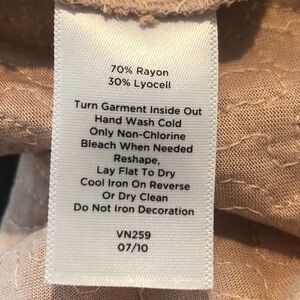 70% Rayon
30% Lyocell
Turn Garment Inside Out
Hand Wash Cold
Only Non-Chlorine
Bleach When Needed
Reshape,
Lay Flat To Dry
Cool Iron On Reverse
Or Dry Clean
Do Not Iron Decoration
VN259
07/10